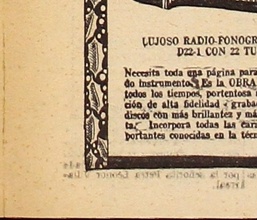 LUJOSO RADIO-FONOGR
D22-1 CON 22 TU
Necesita toda una página para
do instrumento. Es la OBRA
todos los tiempos, portentosa
ción de alta fidelidad grabac
discos con más brillantez y má
ta. Incorpora todas las cara
portantes conocidas en la técn